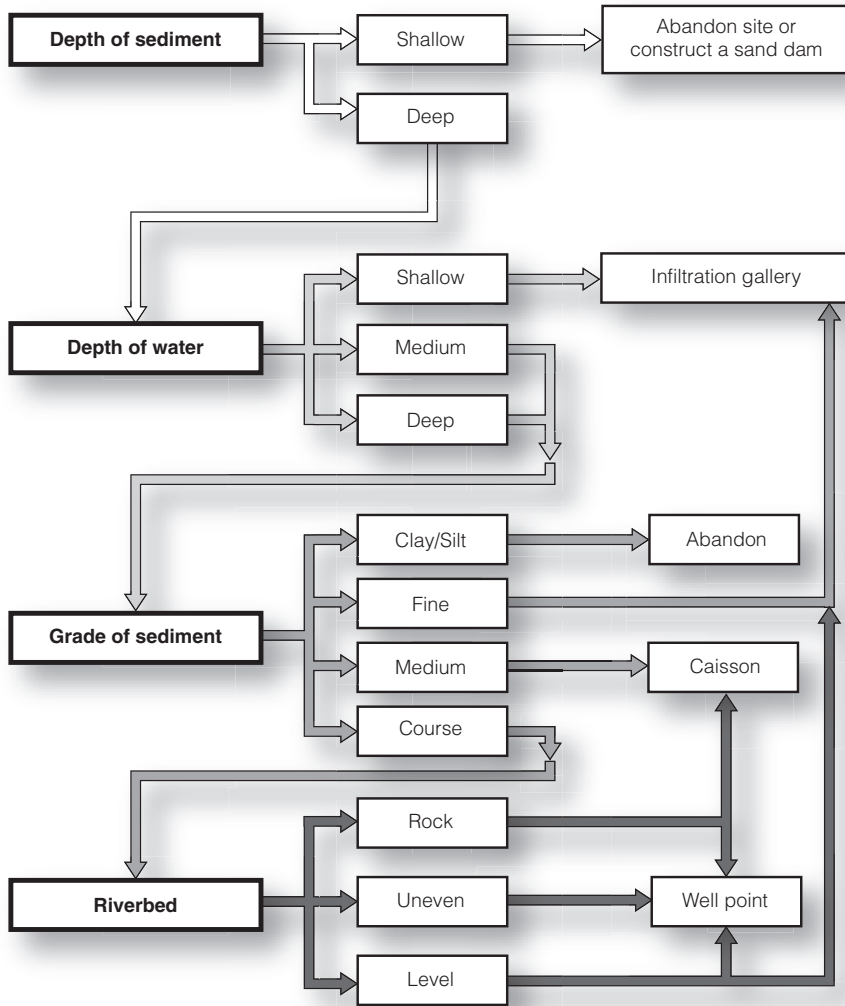 Depth of sediment
Shallow
Abandon site or
construct a sand dam
Deep
Shallow
Infiltration gallery
Depth of water
Medium
Deep
Clay/Silt
Abandon
Fine
Grade of sediment
Medium
Caisson
Course
Rock
Riverbed
Uneven
Well point
Level